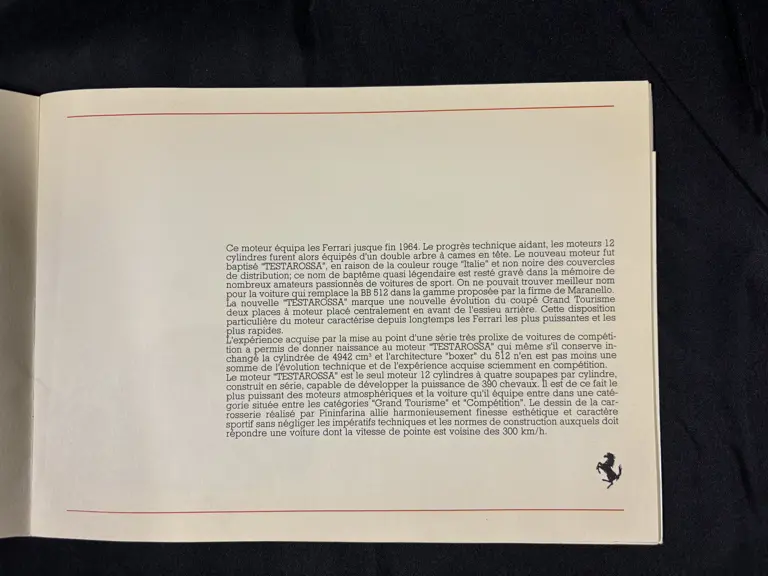 Ce moteur équipa les Ferrari jusque fin 1964. Le progrès technique aidant, les moteurs 12
cylindres furent alors équipés d'un double arbre à cames en tête. Le nouveau moteur fut
baptisé "TESTAROSSA", en raison de la couleur rouge "Italie" et non noire des couvercles
de distribution; ce nom de baptême quasi légendaire est resté gravé dans la mémoire de
nombreux amateurs passionnés de voitures de sport. On ne pouvait trouver meilleur nom
pour la voiture qui remplace la BB 512 dans la gamme proposée par la firme de Maranello.
La nouvelle "TESTAROSSA" marque une nouvelle évolution du coupé Grand Tourisme
deux places à moteur placé centralement en avant de l'essieu arrière. Cette disposition
particulière du moteur caractérise depuis longtemps les Ferrari les plus puissantes et les
plus rapides.
L'expérience acquise par la mise au point d'une série très prolixe de voitures de compéti-
tion a permis de donner naissance au moteur "TESTAROSSA" qui même s'il conserve in-
changé la cylindrée de 4942 cm³ et l'architecture "boxer" du 512 n'en est pas moins une
somme de l'évolution technique et de l'expérience acquise sciemment en compétition.
Le moteur "TESTAROSSA" est le seul moteur 12 cylindres à quatre soupapes par cylindre,
construit en série, capable de développer la puissance de 390 chevaux. Il est de ce fait le
plus puissant des moteurs atmosphériques et la voiture qu'il équipe entre dans une caté-
gorie située entre les catégories "Grand Tourisme" et "Compétition". Le dessin de la car-
rosserie réalisé par Pininfarina allie harmonieusement finesse esthétique et caractère
sportif sans négliger les impératifs techniques et les normes de construction auxquels doit
répondre une voiture dont la vitesse de pointe est voisine des 300 km/h.